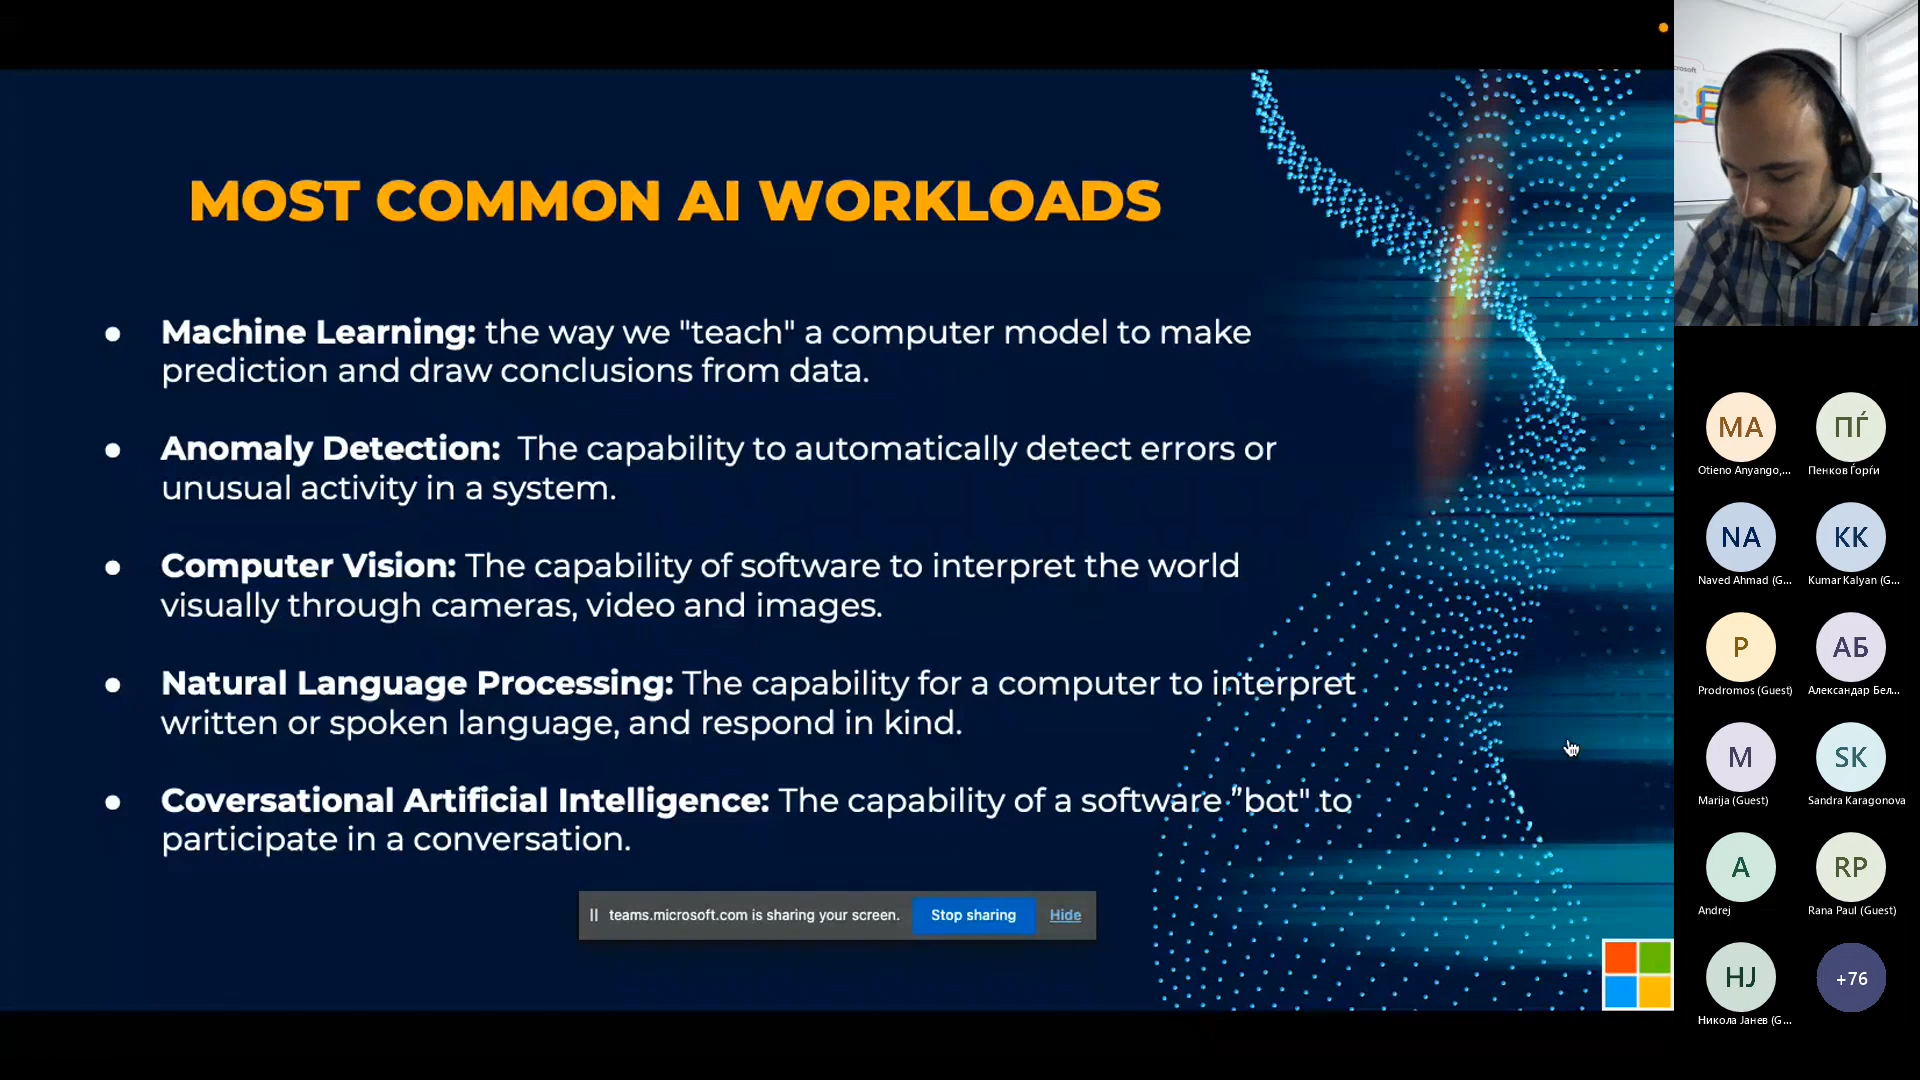 MOST COMMON AI WORKLOADS
● Machine Learning: the way we "teach" a computer model to make
prediction and draw conclusions from data.
● Anomaly Detection: The capability to automatically detect errors or
unusual activity in a system.
● Computer Vision: The capability of software to interpret the world
visually through cameras, video and images.
● Natural Language Processing: The capability for a computer to interpret
written or spoken language, and respond in kind.
● Coversational Artificial Intelligence: The capability of a software ”bot" to
participate in a conversation.
teams.microsoft.com is sharing your screen. Stop sharing Hide
crosoft
MA ПЃ
Otieno Anyango,... Пенков Ѓорѓи
NA KK
Naved Ahmad (G... Kumar Kalyan (G...
P АБ
Prodromos (Guest) Александар Бел...
M SK
Marija (Guest) Sandra Karagonova
A RP
Andrej Rana Paul (Guest)
НЈ +76
Никола Јанев (G...